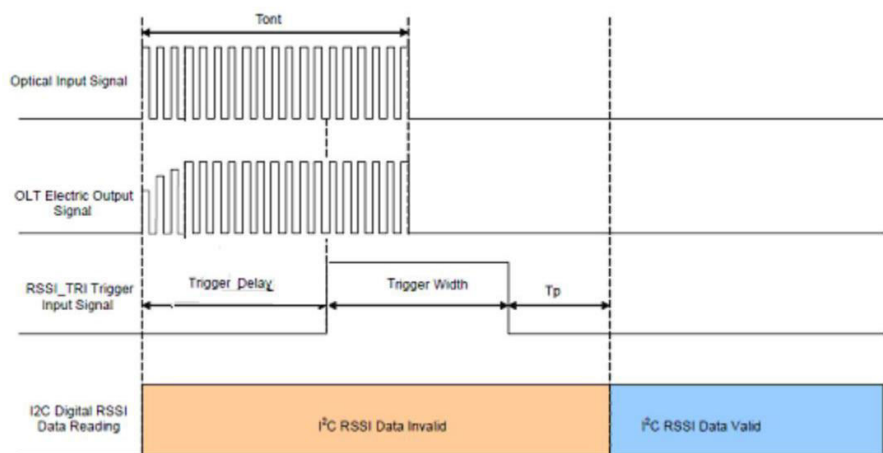 Tont
Optical Input Signal
OLT Electric Output
Signal
RSSI_TRI Trigger
Input Signal
Trigger Delay
Trigger Width
Tp
I2C Digital RSSI
Data Reading
I²C RSSI Data Invalid
I²C RSSI Data Valid